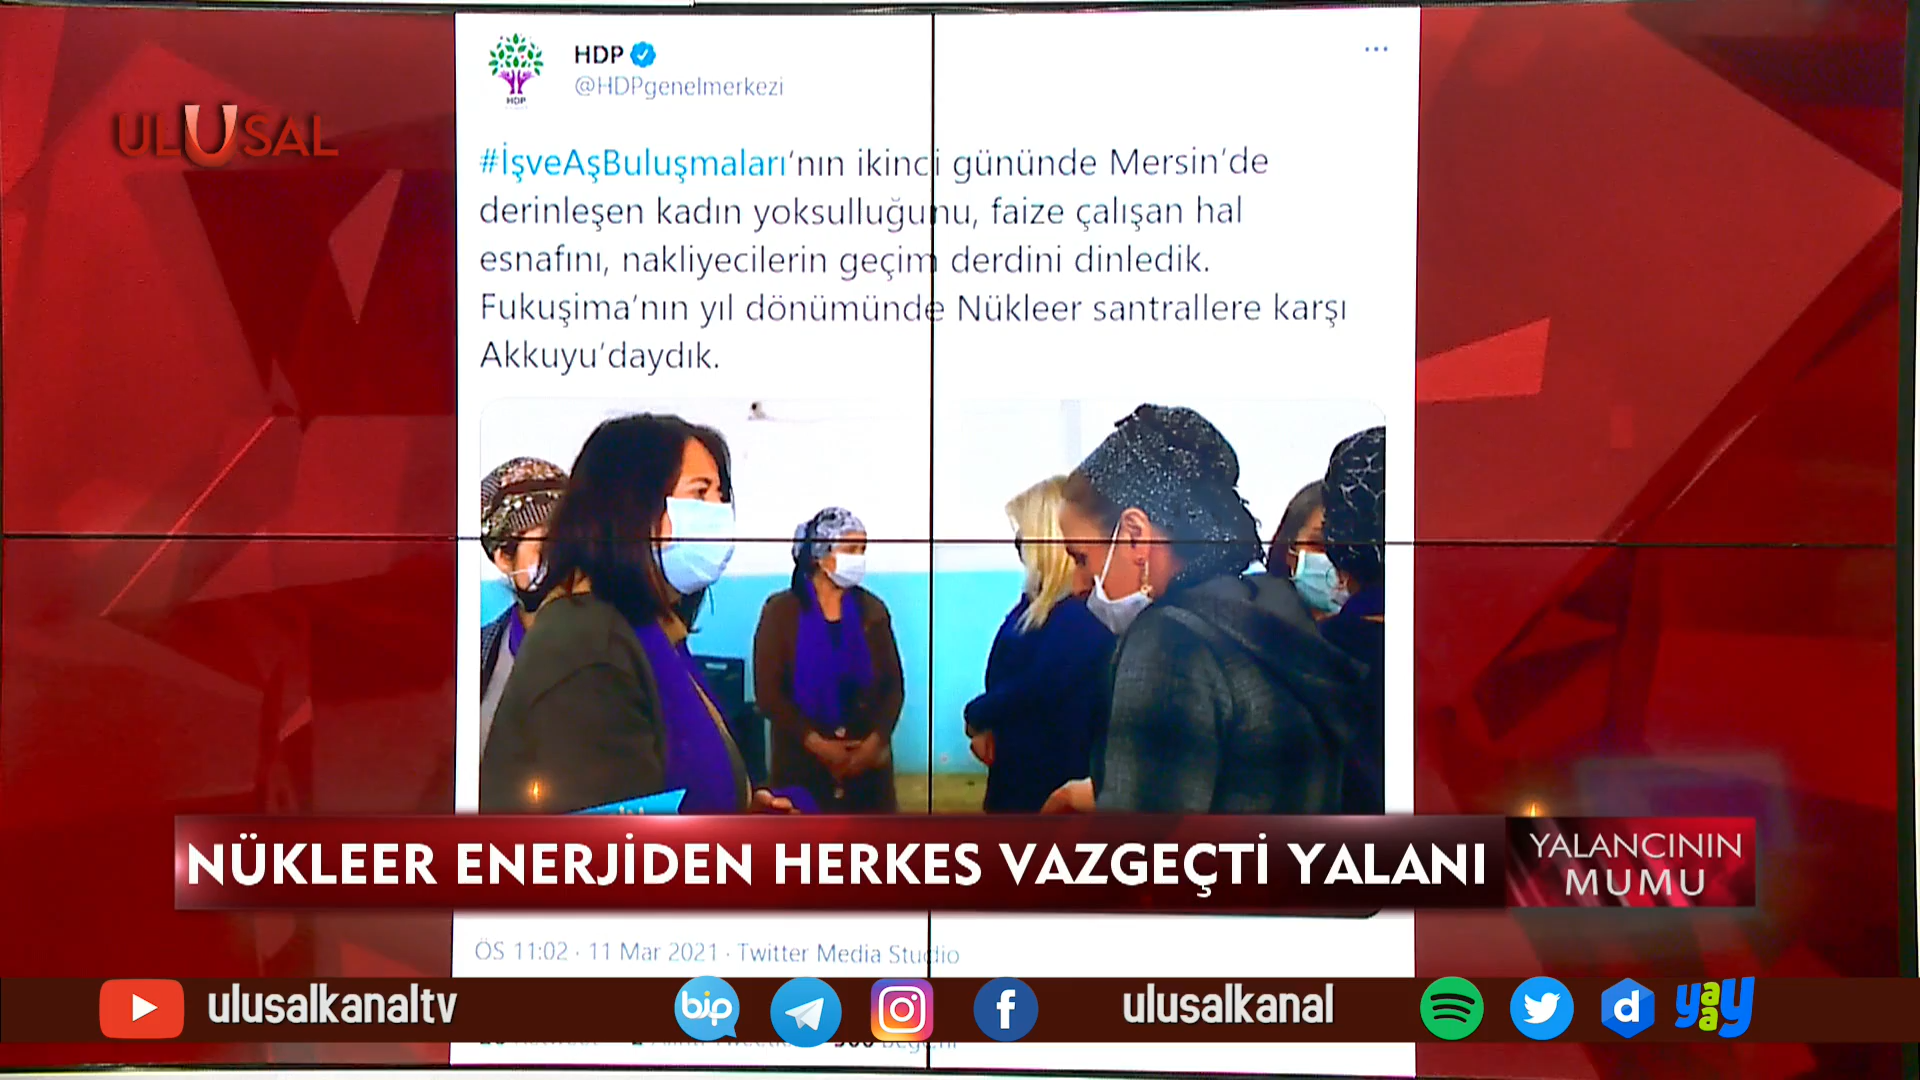 HDP
@HDPgenelmerkezi
ULUSAL
#İşveAşBuluşmaları'nın ikinci gününde Mersin'de
derinleşen kadın yoksulluğunu, faize çalışan hal
esnafını, nakliyecilerin geçim derdini dinledik.
Fukuşima'nın yıl dönümünde Nükleer santrallere karşı
Akkuyu'daydık.
NÜKLEER ENERJİDEN HERKES VAZGEÇTİ YALANI
YALANCININ
MUMU
ÖS 11:02 · 11 Mar 2021 · Twitter Media Studio
ulusalkanaltv
bip
ulusalkanal
d
yaay